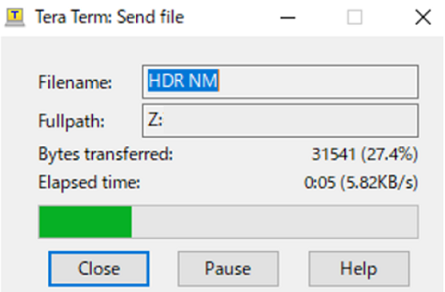 Tera Term: Send file
Filename: HDR NM
Fullpath: Z:
Bytes transferred: 31541 (27.4%)
Elapsed time: 0:05 (5.82KB/s)
Close Pause Help